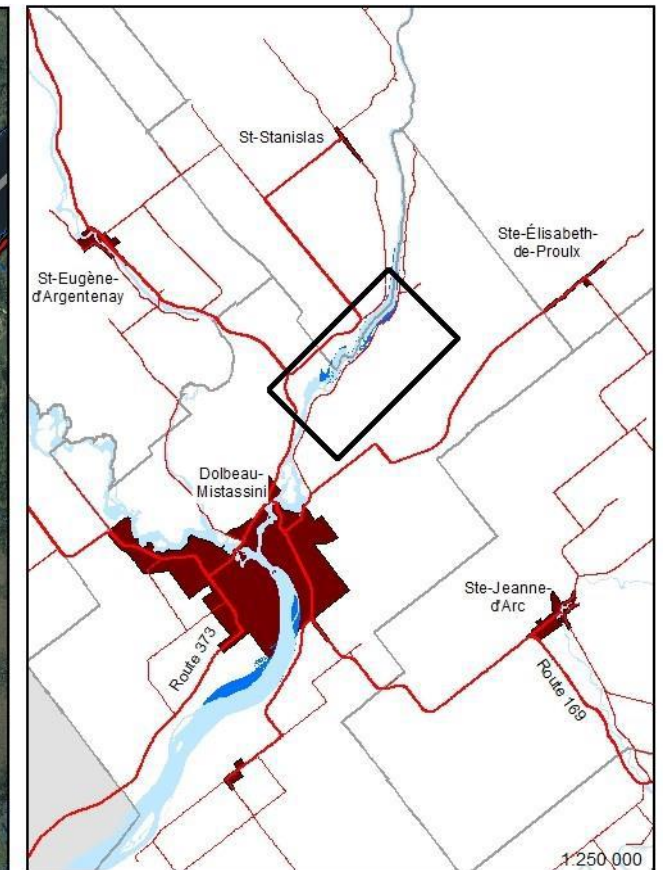 St-Stanislas
Ste-Élisabeth-
de-Proulx
St-Eugène-
d'Argentenay
Dolbeau-
Mistassini
Ste-Jeanne-
d'Arc
Route 373
Route 169
1:250 000